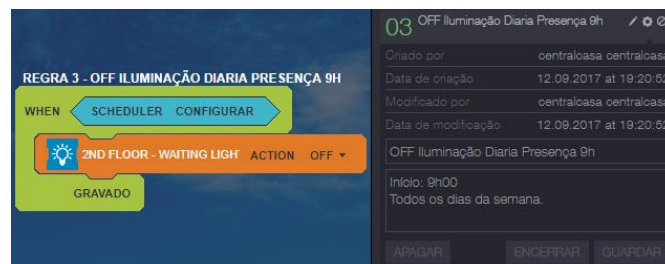 REGRA 3 - OFF ILUMINAÇÃO DIARIA PRESENÇA 9H
WHEN SCHEDULER CONFIGURAR
2ND FLOOR - WAITING LIGHT ACTION OFF
GRAVADO
03 OFF Iluminação Diaria Presença 9h
Criado por centralcasa centralcasa
Data de criação 12.09.2017 at 19:20:52
Modificado por centralcasa centralcasa
Data de modificação 12.09.2017 at 19:20:52
OFF Iluminação Diaria Presença 9h
Início: 9h00
Todos os dias da semana.
APAGAR ENCERRAR GUARDAR